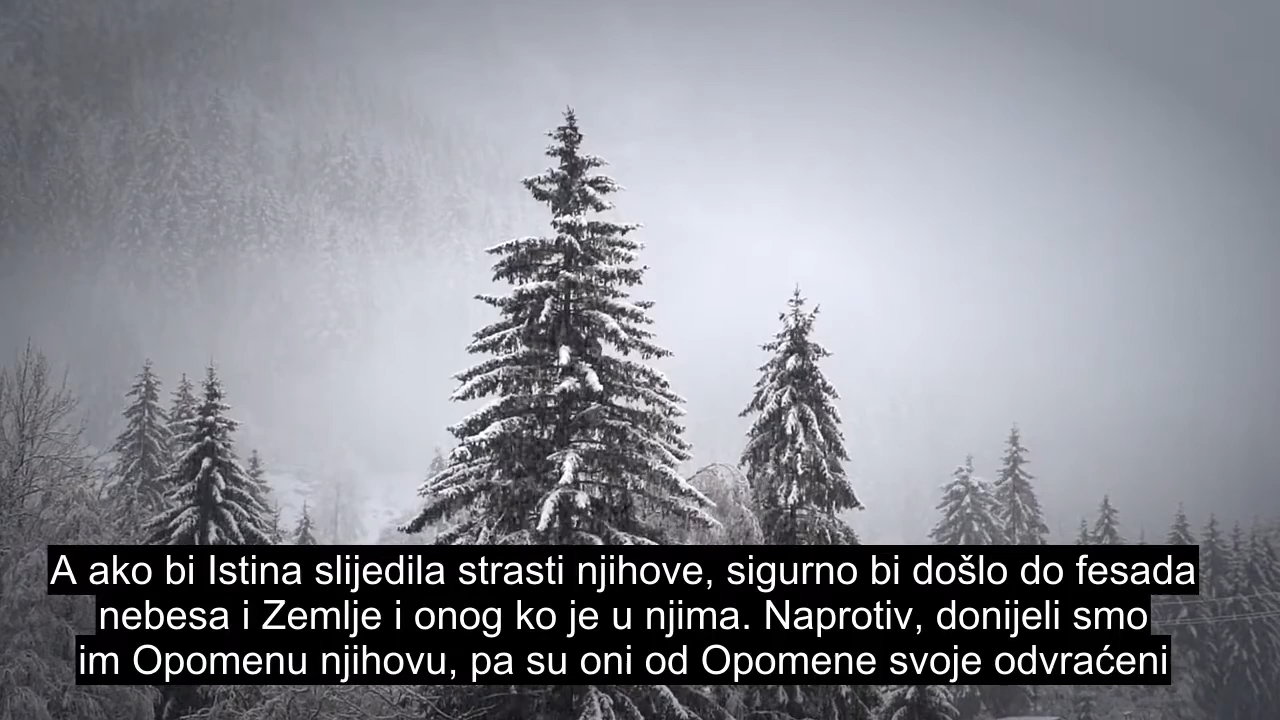 A ako bi Istina slijedila strasti njihove, sigurno bi došlo do fesada
nebesa i Zemlje i onog ko je u njima. Naprotiv, donijeli smo
im Opomenu njihovu, pa su oni od Opomene svoje odvraćeni